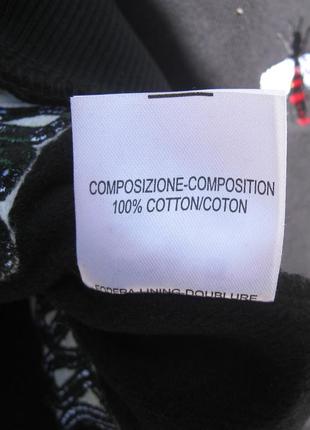 COMPOSIZIONE-COMPOSITION
100% COTTON/COTON
FODERA-LINING-DOUBLURE